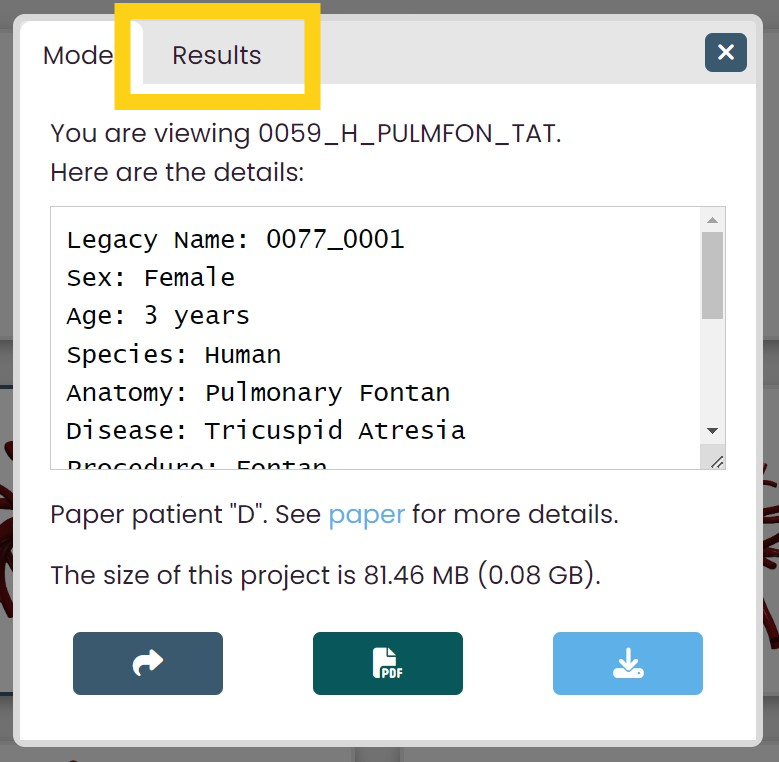 Mode
Results
You are viewing 0059_H_PULMFON_TAT.
Here are the details:
Legacy Name: 0077_0001
Sex: Female
Age: 3 years
Species: Human
Anatomy: Pulmonary Fontan
Disease: Tricuspid Atresia
Procedure: Fontan
Paper patient "D". See paper for more details.
The size of this project is 81.46 MB (0.08 GB).
PDF